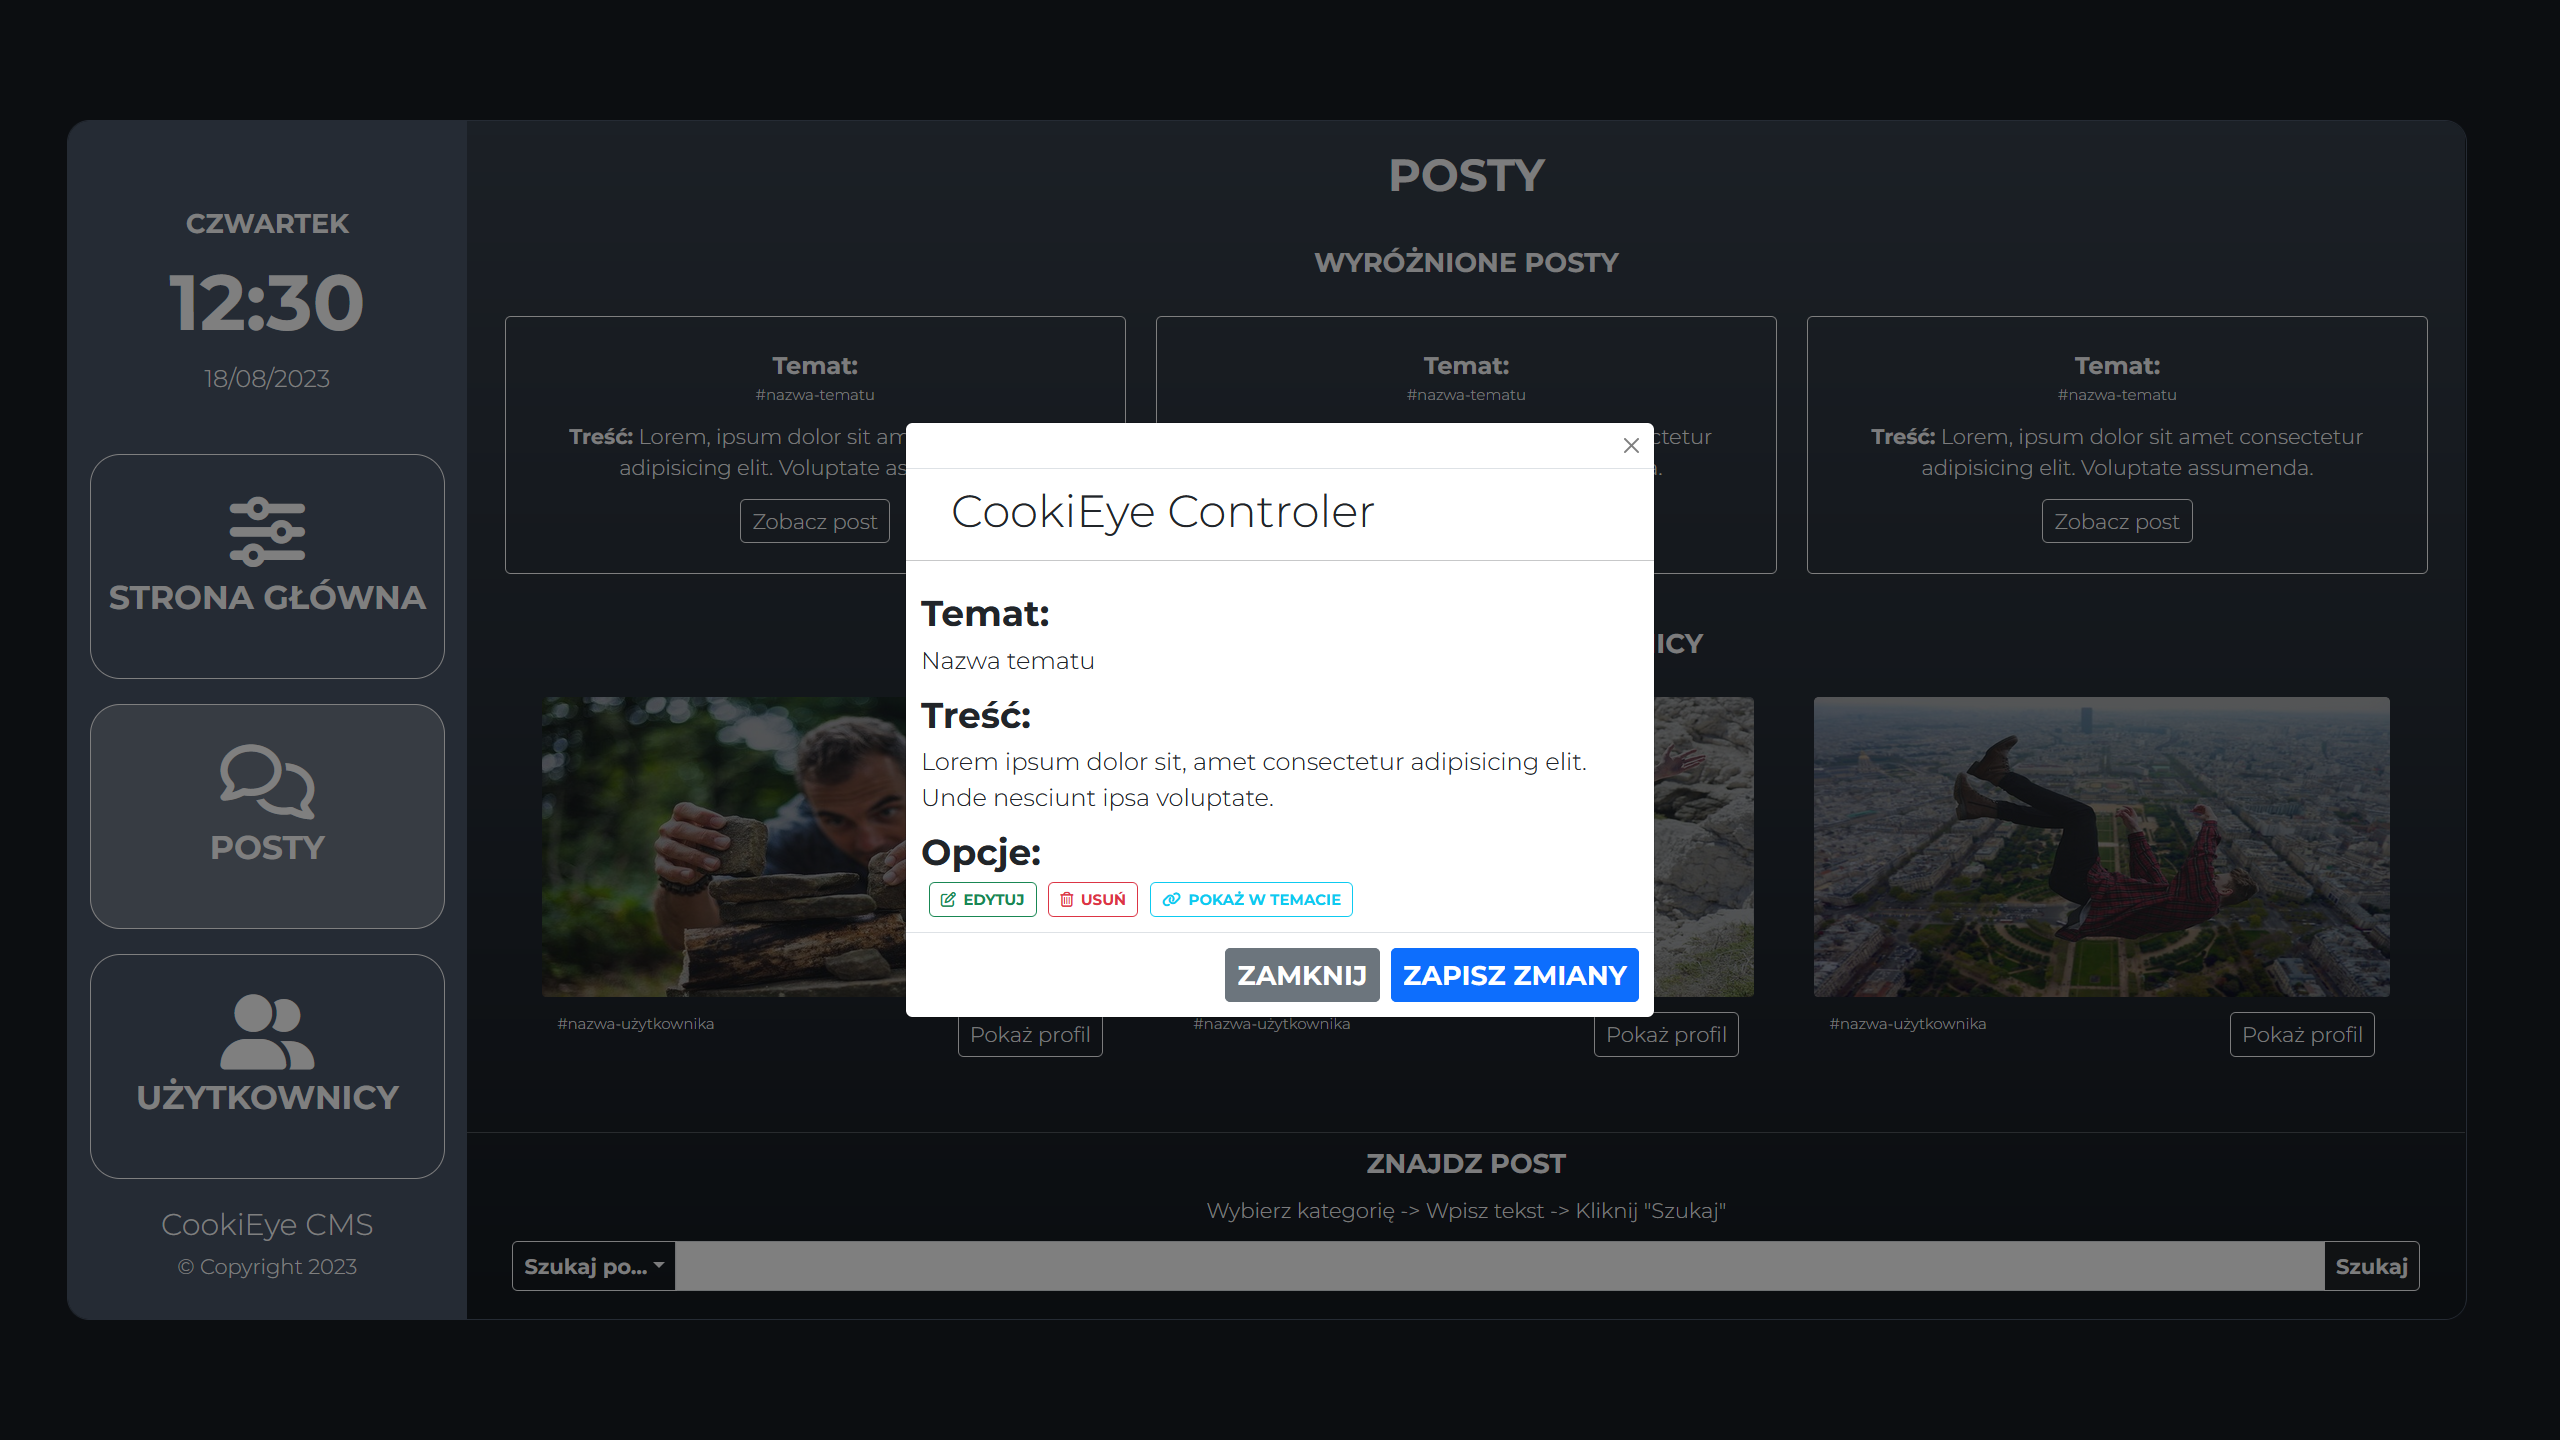 CZWARTEK
12:30
18/08/2023
STRONA GŁÓWNA
POSTY
UŻYTKOWNICY
CookiEye CMS
© Copyright 2023
POSTY
WYRÓŻNIONE POSTY
Temat:
#nazwa-tematu
Treść: Lorem, ipsum dolor sit am
adipisicing elit. Voluptate as
Zobacz post
Temat:
#nazwa-tematu
ctetur
a.
Temat:
#nazwa-tematu
Treść: Lorem, ipsum dolor sit amet consectetur
adipisicing elit. Voluptate assumenda.
Zobacz post
CookiEye Controler
Temat:
Nazwa tematu
Treść:
Lorem ipsum dolor sit, amet consectetur adipisicing elit.
Unde nesciunt ipsa voluptate.
Opcje:
EDYTUJ USUŃ POKAŻ W TEMACIE
ZAMKNIJ ZAPISZ ZMIANY
ICY
#nazwa-użytkownika
Pokaż profil
#nazwa-użytkownika
Pokaż profil
#nazwa-użytkownika
Pokaż profil
ZNAJDZ POST
Wybierz kategorię -> Wpisz tekst -> Kliknij "Szukaj"
Szukaj po... Szukaj